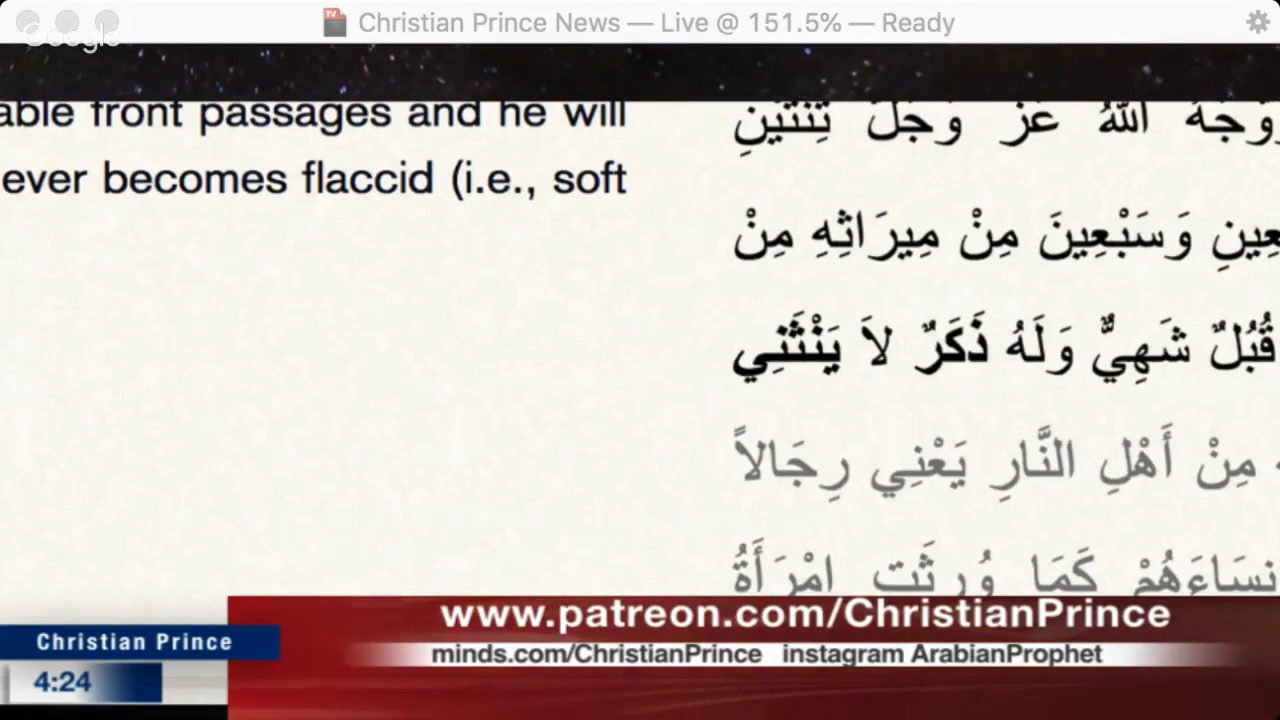 Christian Prince News — Live @ 151.5% — Ready
Google
able front passages and he will
ever becomes flaccid (i.e., soft
اللهُ عَزَّ وَجَلَّ ثِنْتَيْنِ
وَسَبْعِينَ مِنْ مِيرَاثِهِ مِنْ
قُبُلٌ شَهِيٌّ وَلَهُ ذَكَرٌ لاَ يَنْثَنِي
مِنْ أَهْلِ النَّارِ يَعْنِي رِجَالاً
نِسَاءَهُمْ كَمَا وُرِثَت امْرَأَةُ
www.patreon.com/ChristianPrince
Christian Prince
minds.com/ChristianPrince instagram ArabianProphet
4:24